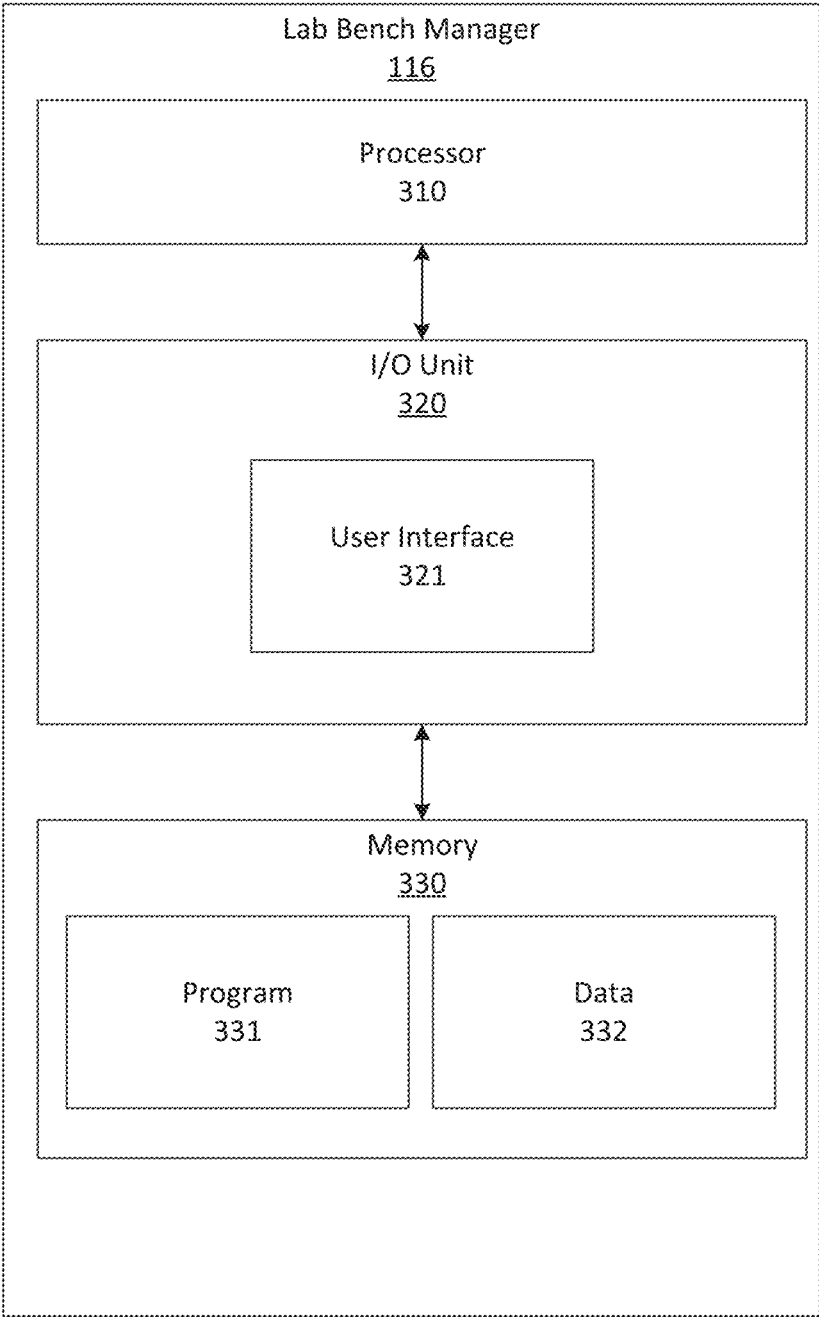 Lab Bench Manager
116
Processor
310
I/O Unit
320
User Interface
321
Memory
330
Program
331
Data
332